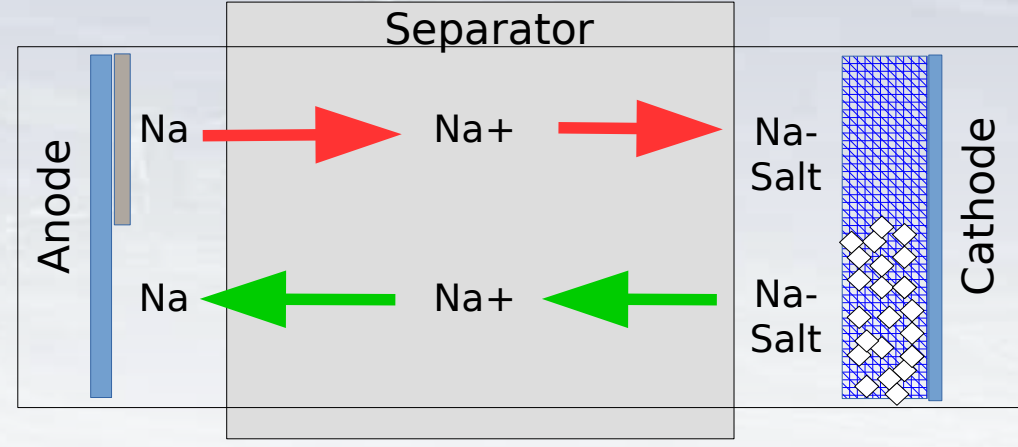 Separator
Anode
Na
Na+
Na-
Salt
Cathode
Na
Na+
Na-
Salt